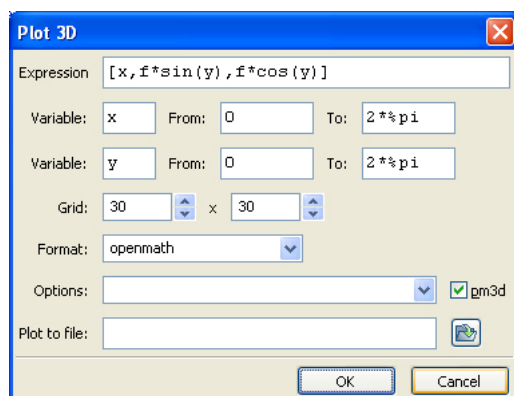 Plot 3D
Expression [x,f*sin(y),f*cos(y)]
Variable: x From: 0 To: 2*%pi
Variable: y From: 0 To: 2*%pi
Grid: 30 x 30
Format: openmath
Options: pm3d
Plot to file:
OK Cancel